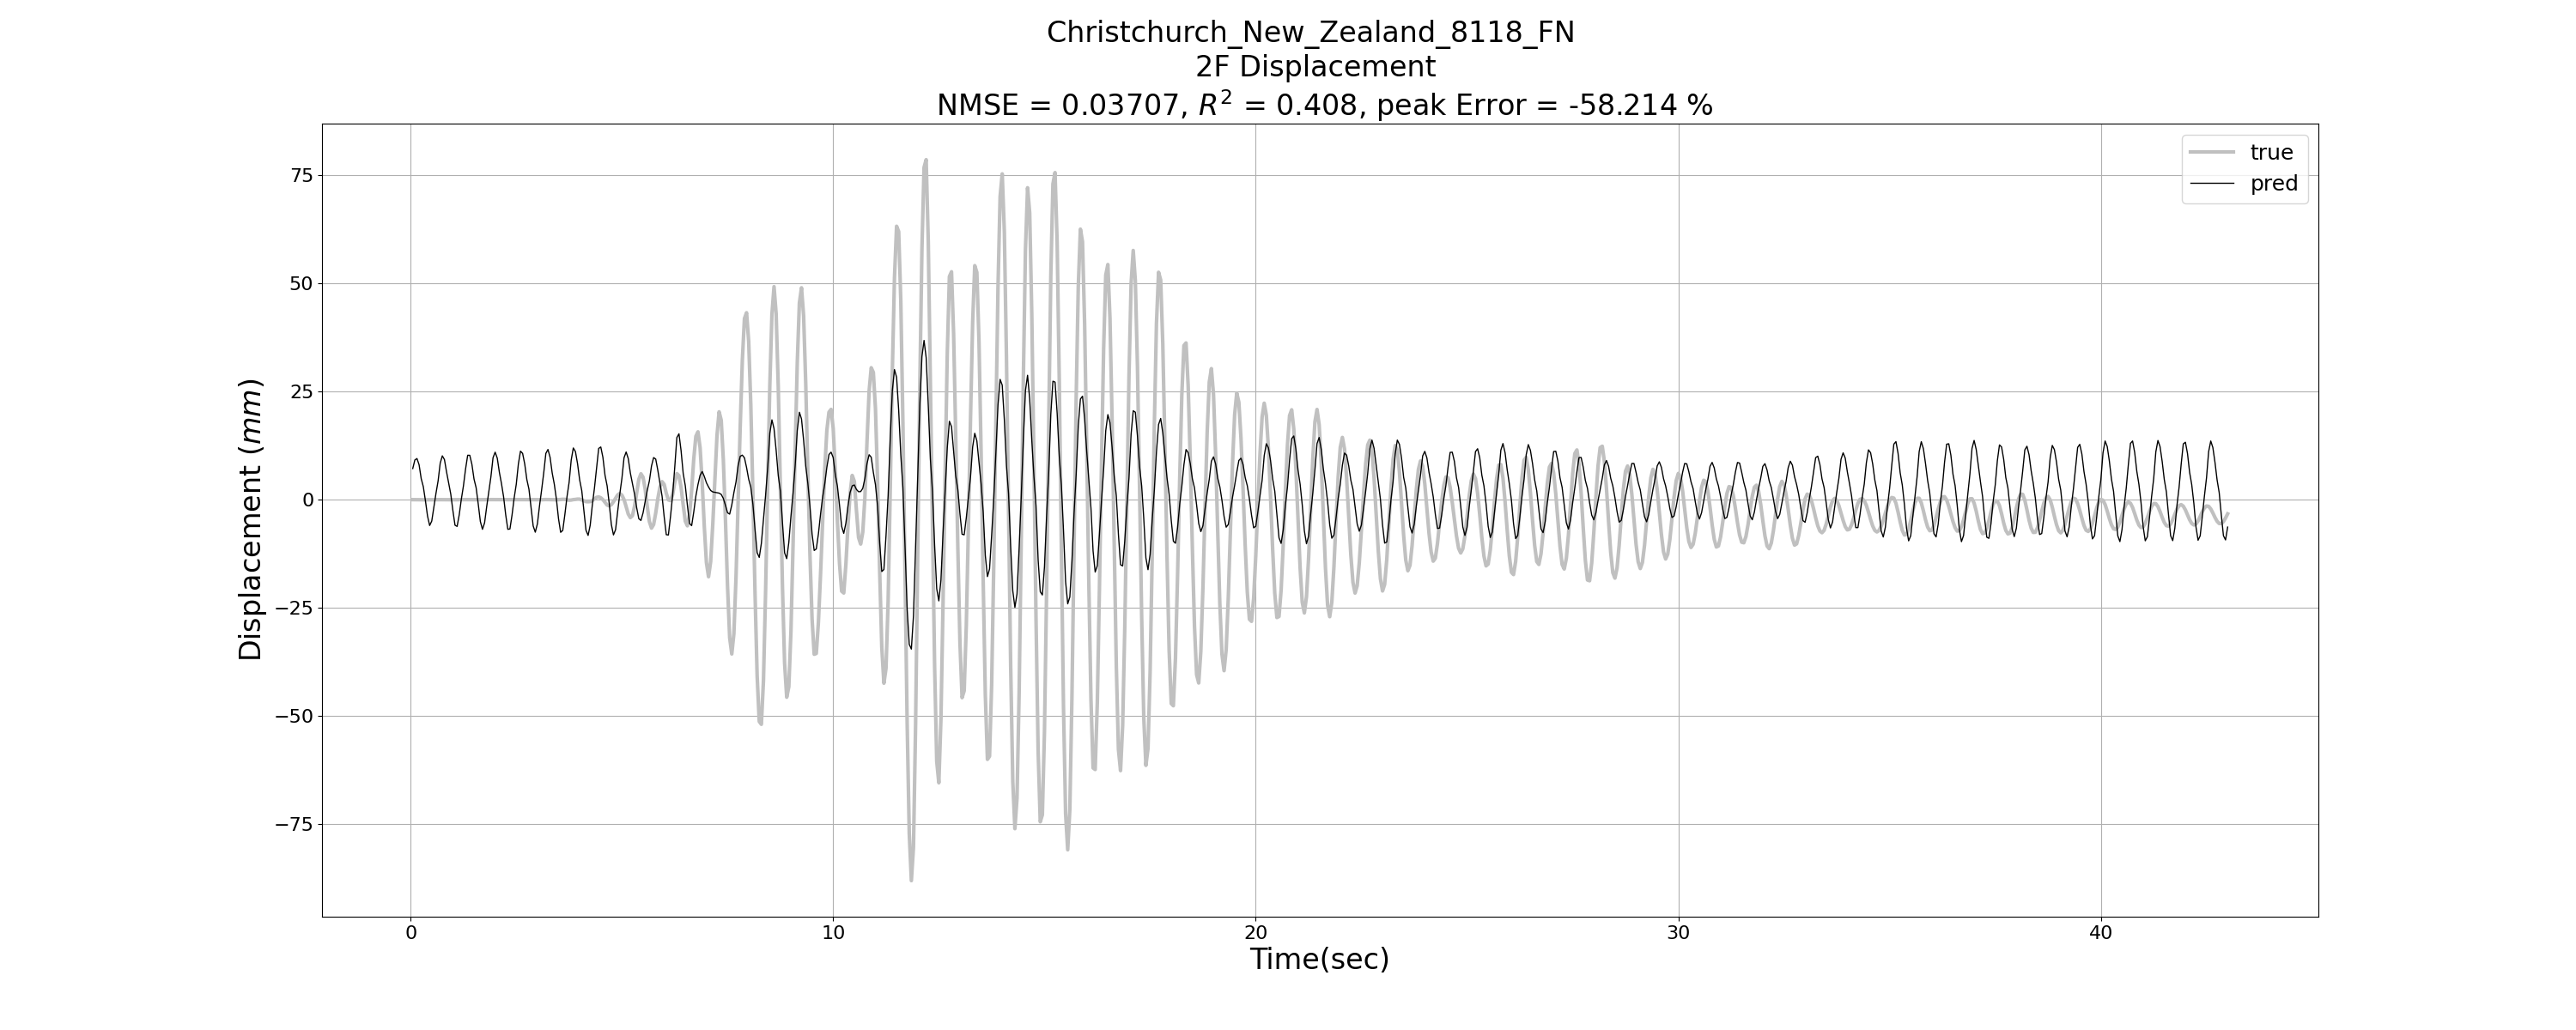 Christchurch_New_Zealand_8118_FN
2F Displacement
NMSE = 0.03707, R² = 0.408, peak Error = -58.214 %
true
pred
Displacement (mm)
75
50
25
0
−25
−50
−75
0 10 20 30 40
Time(sec)